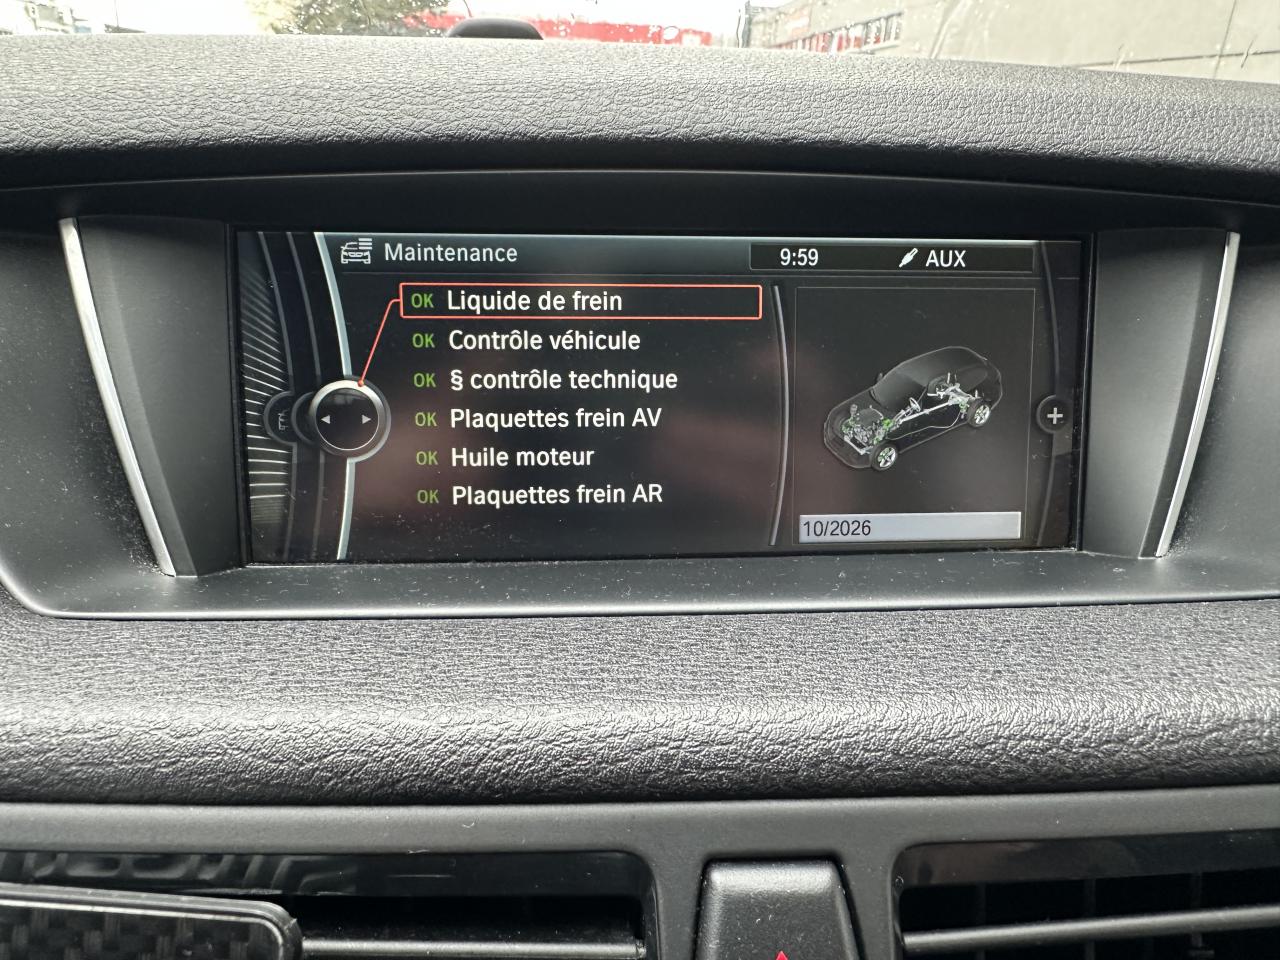 Maintenance
9:59
AUX
OK Liquide de frein
OK Contrôle véhicule
OK § contrôle technique
OK Plaquettes frein AV
OK Huile moteur
OK Plaquettes frein AR
+
10/2026